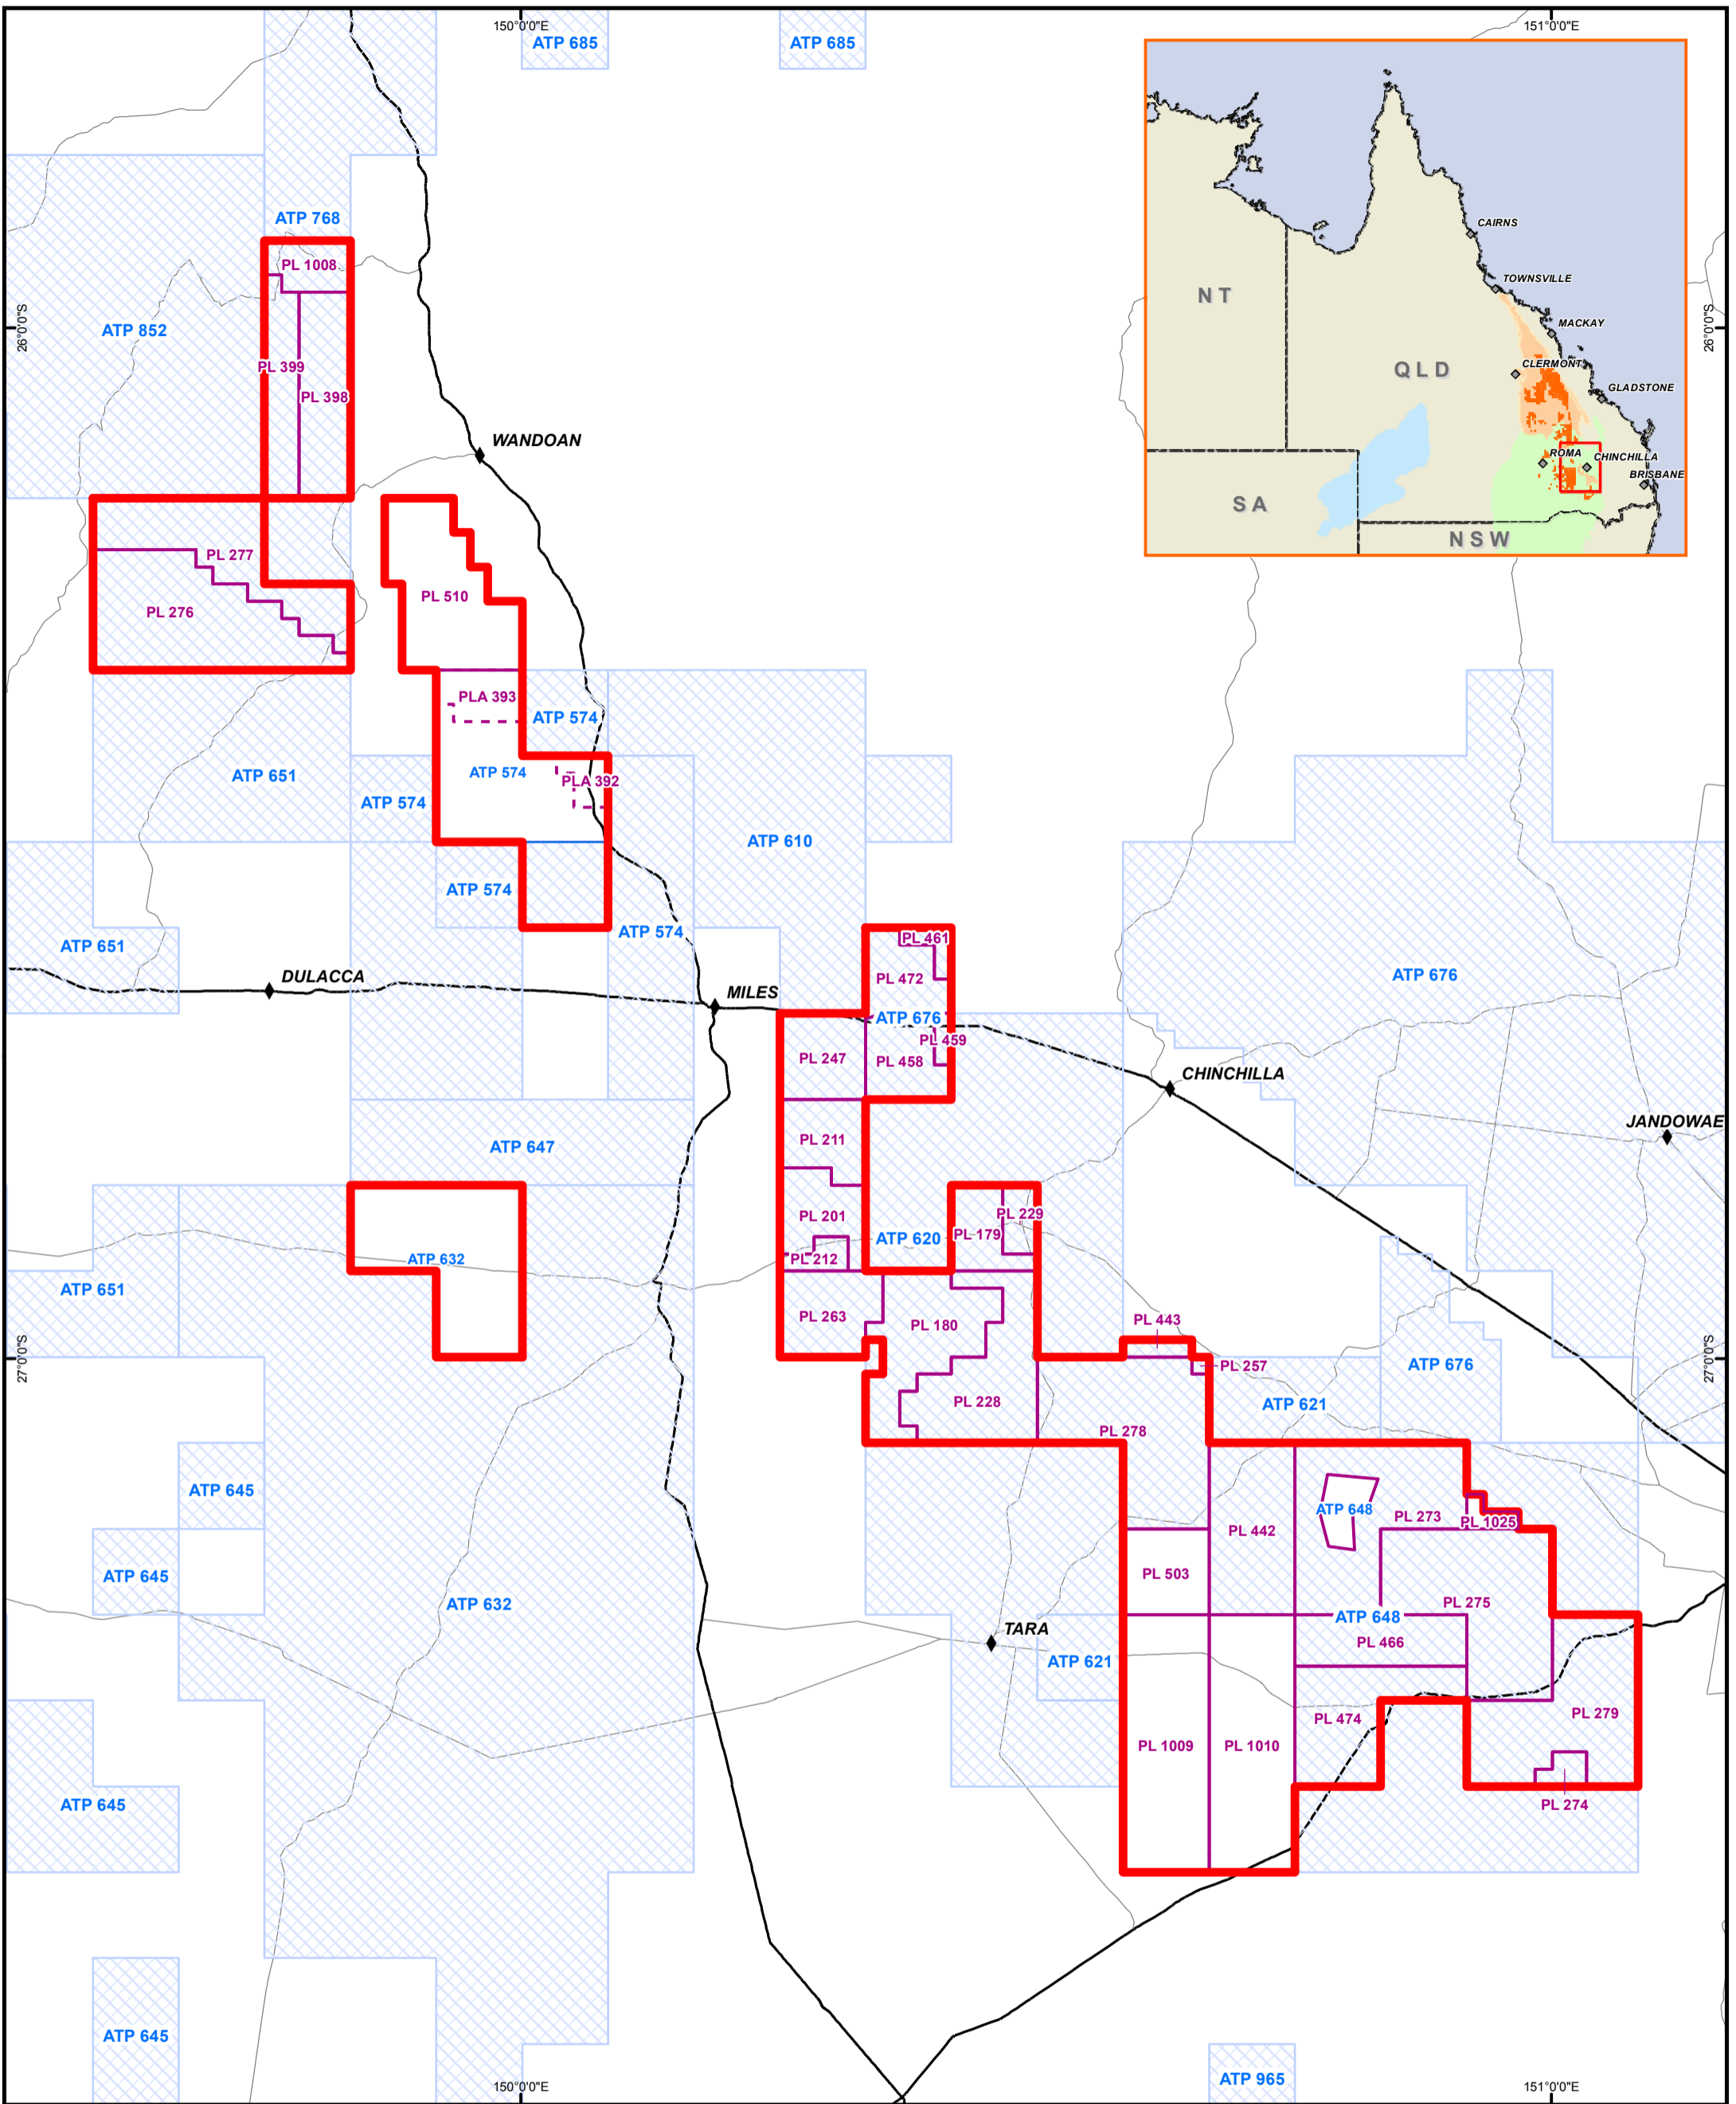 150°0'0"E
151°0'0"E
ATP 685
ATP 685
CAIRNS
ATP 768
PL 1008
TOWNSVILLE
NT
26°0'0"S
26°0'0"S
MACKAY
ATP 852
PL 399
CLERMONT
QLD
PL 398
GLADSTONE
WANDOAN
ROMA
CHINCHILLA
BRISBANE
SA
NSW
PL 277
PL 510
PL 276
PLA 393
ATP 574
ATP 651
ATP 574
PLA 392
ATP 574
ATP 610
ATP 574
ATP 574
ATP 651
PL 461
DULACCA
PL 472
ATP 676
MILES
ATP 676
PL 459
PL 247
PL 458
CHINCHILLA
JANDOWAE
PL 211
ATP 647
PL 201
PL 229
PL 179
ATP 620
PL 212
ATP 632
ATP 651
PL 263
PL 180
PL 443
27°0'0"S
27°0'0"S
PL 257
ATP 676
PL 228
ATP 621
PL 278
ATP 645
ATP 648
PL 273
PL 1025
PL 442
ATP 645
PL 503
ATP 632
PL 275
ATP 648
TARA
PL 466
ATP 621
PL 474
PL 279
PL 1009
PL 1010
ATP 645
PL 274
ATP 645
ATP 965
150°0'0"E
151°0'0"E